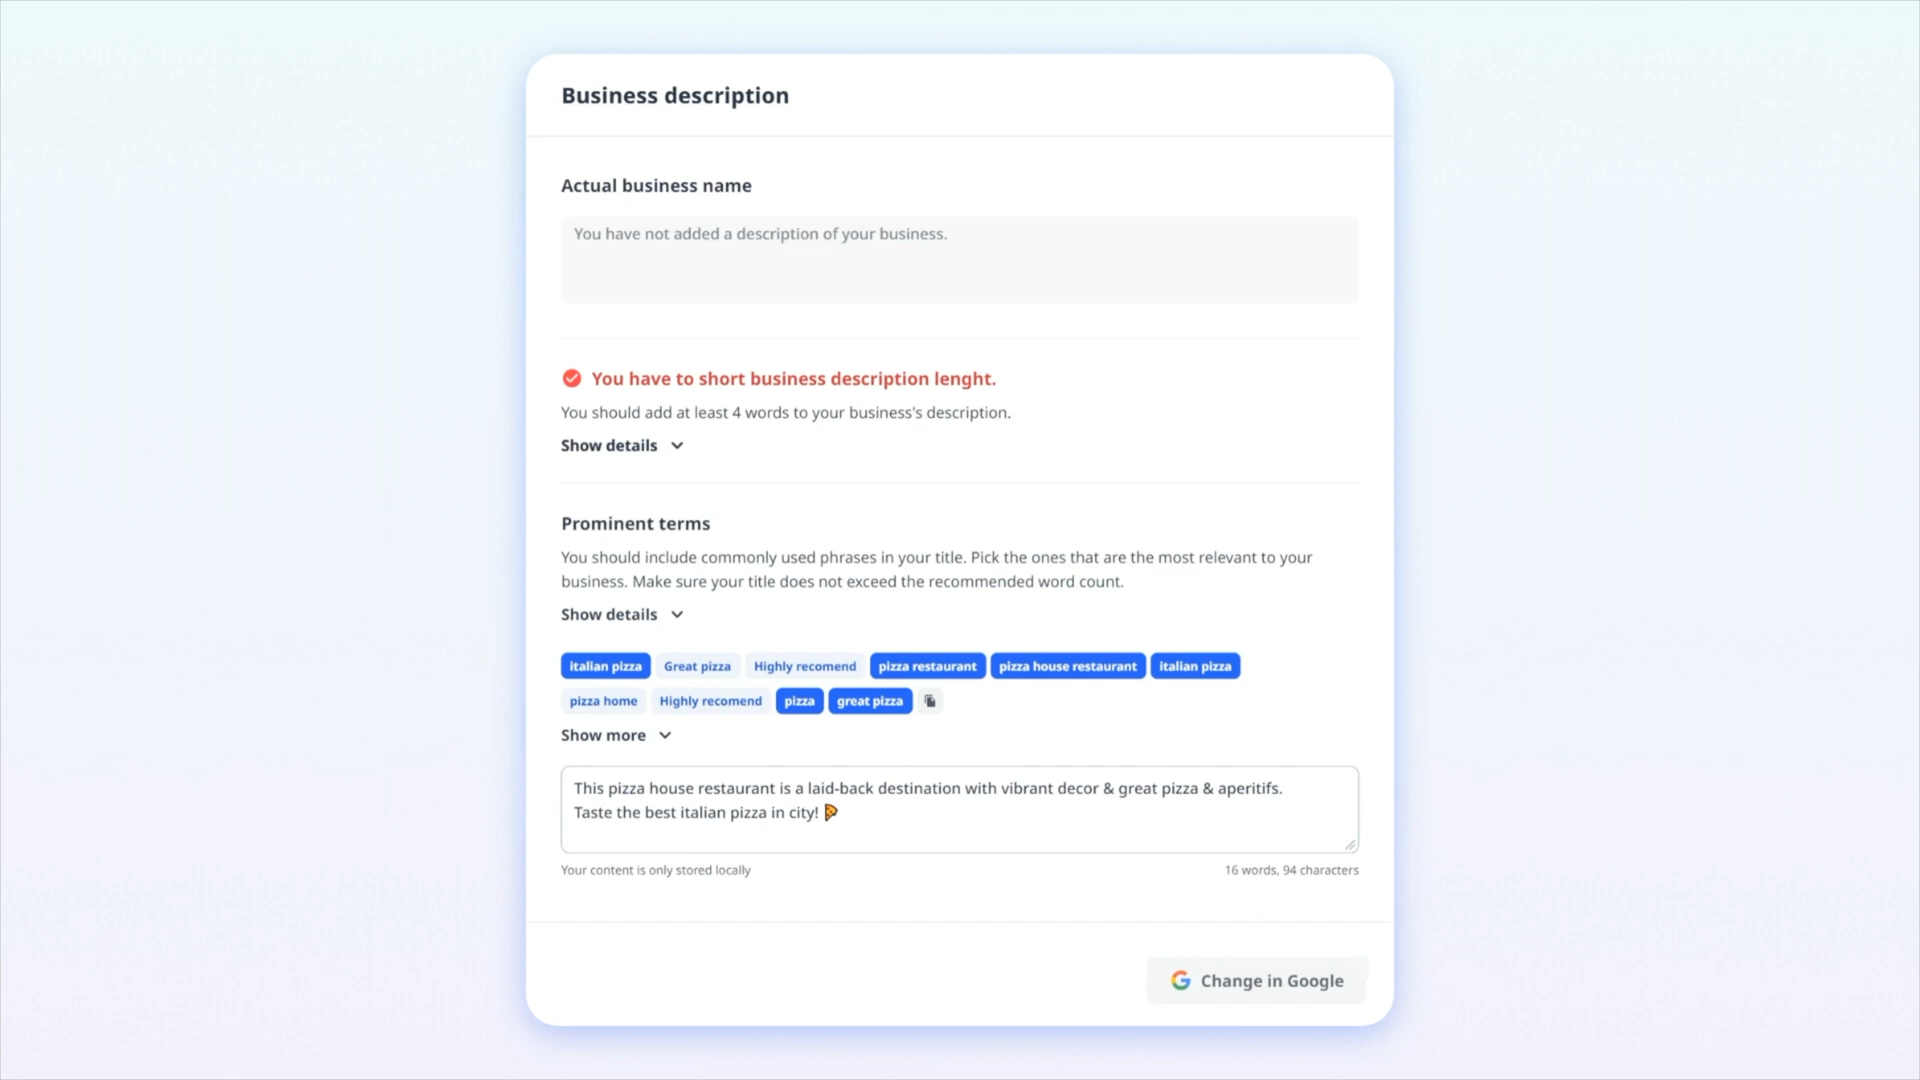 Business description
Actual business name
You have not added a description of your business.
You have to short business description lenght.
You should add at least 4 words to your business's description.
Show details
Prominent terms
You should include commonly used phrases in your title. Pick the ones that are the most relevant to your
business. Make sure your title does not exceed the recommended word count.
Show details
italian pizza Great pizza Highly recomend pizza restaurant pizza house restaurant italian pizza
pizza home Highly recomend pizza great pizza
Show more
This pizza house restaurant is a laid-back destination with vibrant decor & great pizza & aperitifs.
Taste the best italian pizza in city! 🍕
Your content is only stored locally 16 words, 94 characters
Change in Google